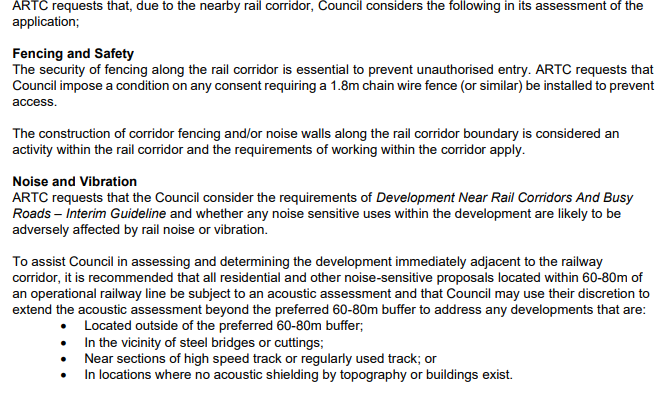 ARTC requests that, due to the nearby rail corridor, Council considers the following in its assessment of the
application;
Fencing and Safety
The security of fencing along the rail corridor is essential to prevent unauthorised entry. ARTC requests that
Council impose a condition on any consent requiring a 1.8m chain wire fence (or similar) be installed to prevent
access.
The construction of corridor fencing and/or noise walls along the rail corridor boundary is considered an
activity within the rail corridor and the requirements of working within the corridor apply.
Noise and Vibration
ARTC requests that the Council consider the requirements of Development Near Rail Corridors And Busy
Roads – Interim Guideline and whether any noise sensitive uses within the development are likely to be
adversely affected by rail noise or vibration.
To assist Council in assessing and determining the development immediately adjacent to the railway
corridor, it is recommended that all residential and other noise-sensitive proposals located within 60-80m of
an operational railway line be subject to an acoustic assessment and that Council may use their discretion to
extend the acoustic assessment beyond the preferred 60-80m buffer to address any developments that are:
• Located outside of the preferred 60-80m buffer;
• In the vicinity of steel bridges or cuttings;
• Near sections of high speed track or regularly used track; or
• In locations where no acoustic shielding by topography or buildings exist.